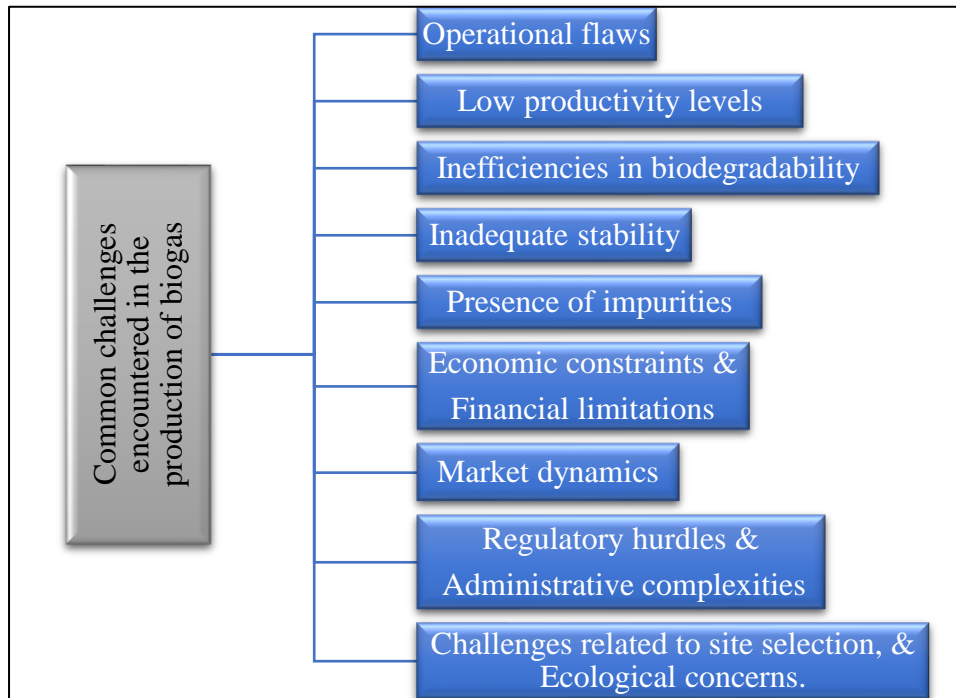 Common challenges
encountered in the
production of biogas
Operational flaws
Low productivity levels
Inefficiencies in biodegradability
Inadequate stability
Presence of impurities
Economic constraints &
Financial limitations
Market dynamics
Regulatory hurdles &
Administrative complexities
Challenges related to site selection, &
Ecological concerns.